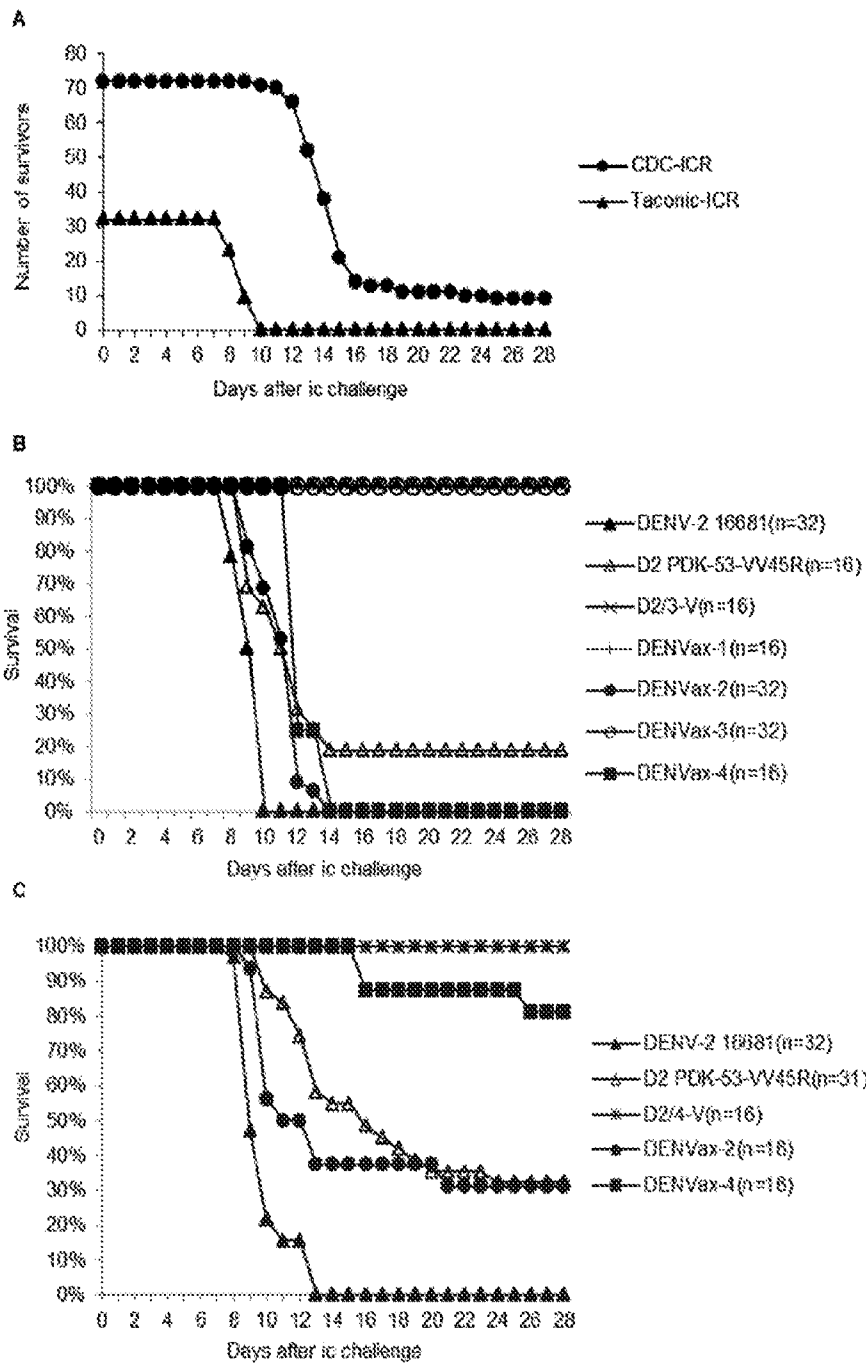 A
Number of survivors
80
70
60
50
40
30
20
10
0
0 2 4 6 8 10 12 14 16 18 20 22 24 26 28
Days after ic challenge
CDC-ICR
Taconic-ICR
B
Survival
100%
90%
80%
70%
60%
50%
40%
30%
20%
10%
0%
0 2 4 6 8 10 12 14 16 18 20 22 24 26 28
Days after ic challenge
DENV-2 16681(n=32)
D2 PDK-53-VV45R(n=16)
D2/3-V(n=16)
DENVax-1(n=16)
DENVax-2(n=32)
DENVax-3(n=32)
DENVax-4(n=16)
C
Survival
100%
90%
80%
70%
60%
50%
40%
30%
20%
10%
0%
0 2 4 6 8 10 12 14 16 18 20 22 24 26 28
Days after ic challenge
DENV-2 16681(n=32)
D2 PDK-53-VV45R(n=31)
D2/4-V(n=16)
DENVax-2(n=16)
DENVax-4(n=16)